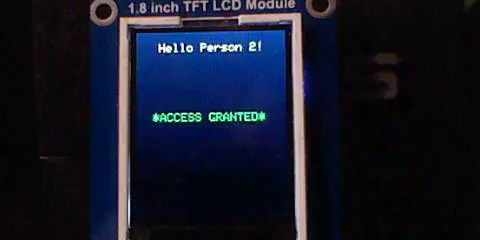 1.8 inch TFT LCD Module
Hello Person 2!
*ACCESS GRANTED*